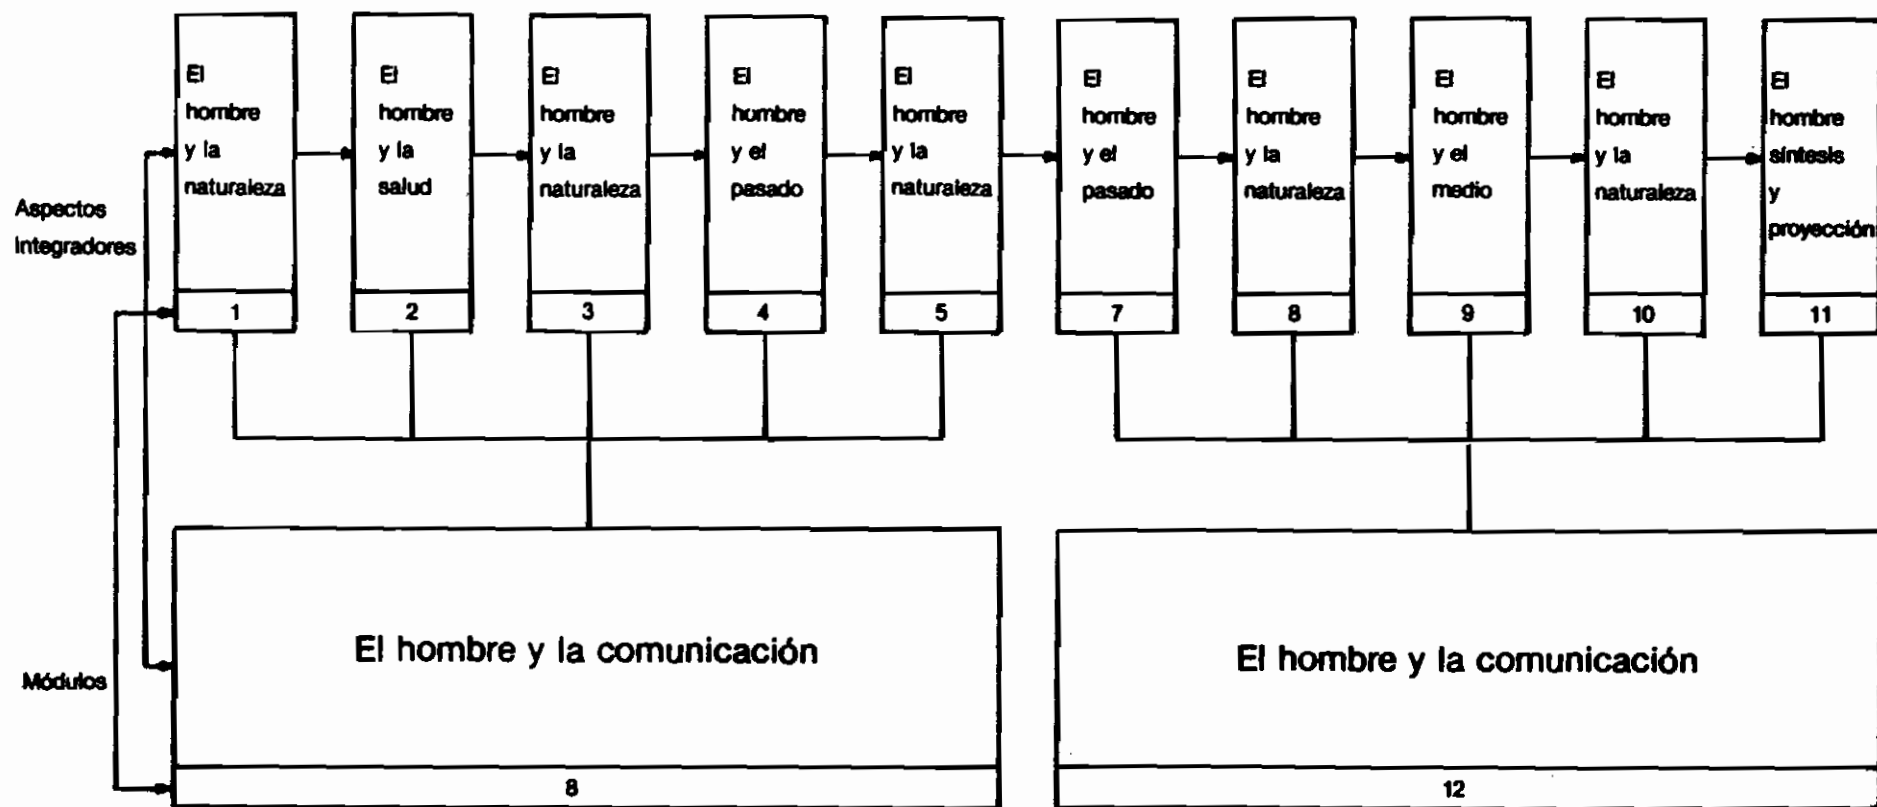 El
hombre
y la
naturaleza
1
El
hombre
y la
salud
2
El
hombre
y la
naturaleza
3
El
hombre
y el
pasado
4
El
hombre
y la
naturaleza
5
El
hombre
y el
pasado
7
El
hombre
y la
naturaleza
8
El
hombre
y el
medio
9
El
hombre
y la
naturaleza
10
El
hombre
síntesis
y
proyección
11
Aspectos
integradores
Módulos
El hombre y la comunicación
8
El hombre y la comunicación
12